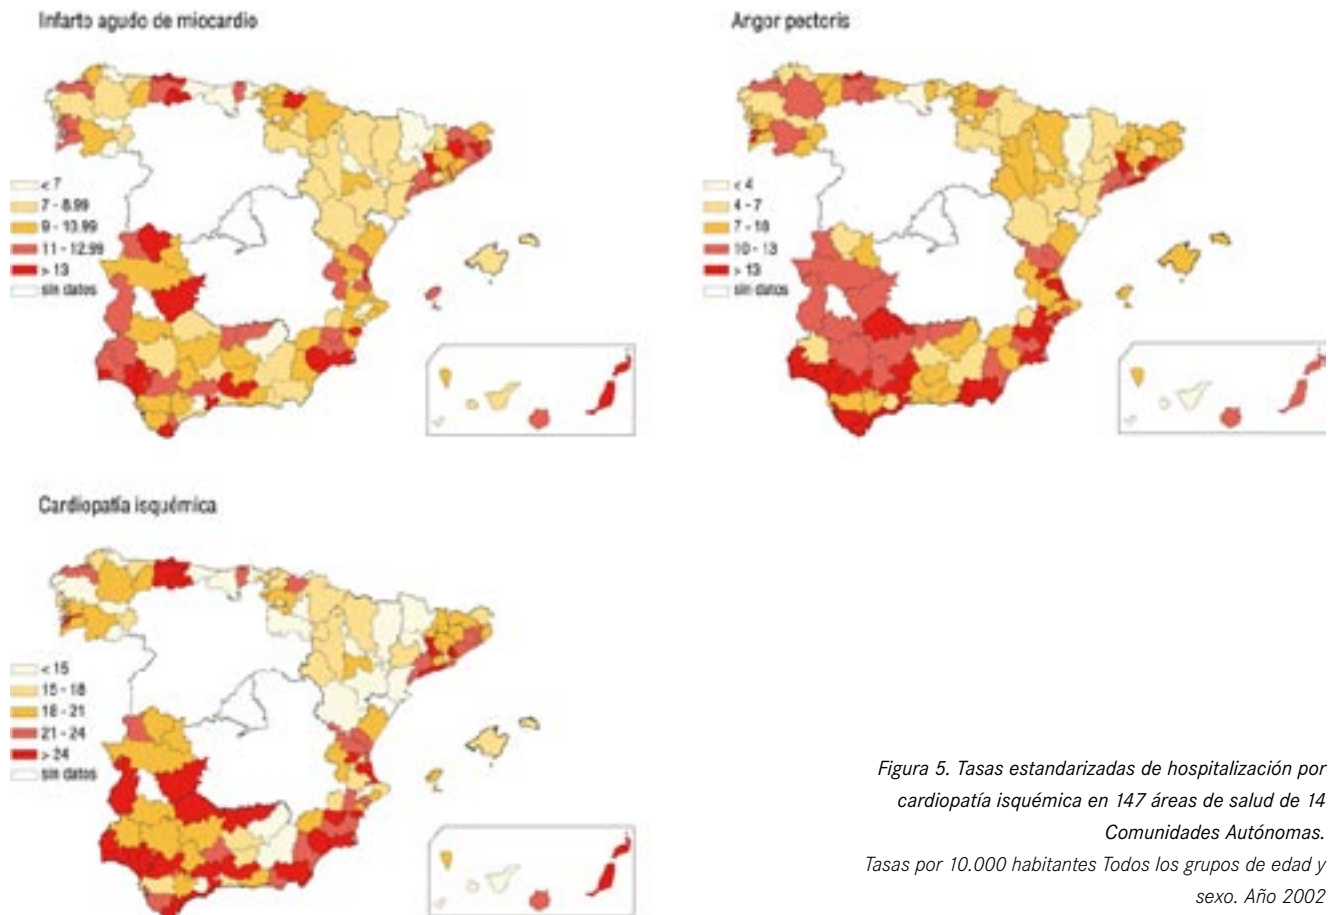 Infarto agudo de miocardio
< 7
7 - 8.99
9 - 10.99
11 - 12.99
> 13
sin datos
Angor pectoris
< 4
4 - 7
7 - 10
10 - 13
> 13
sin datos
Cardiopatía isquémica
< 15
15 - 18
18 - 21
21 - 24
> 24
sin datos
Figura 5. Tasas estandarizadas de hospitalización por
cardiopatía isquémica en 147 áreas de salud de 14
Comunidades Autónomas.
Tasas por 10.000 habitantes Todos los grupos de edad y
sexo. Año 2002